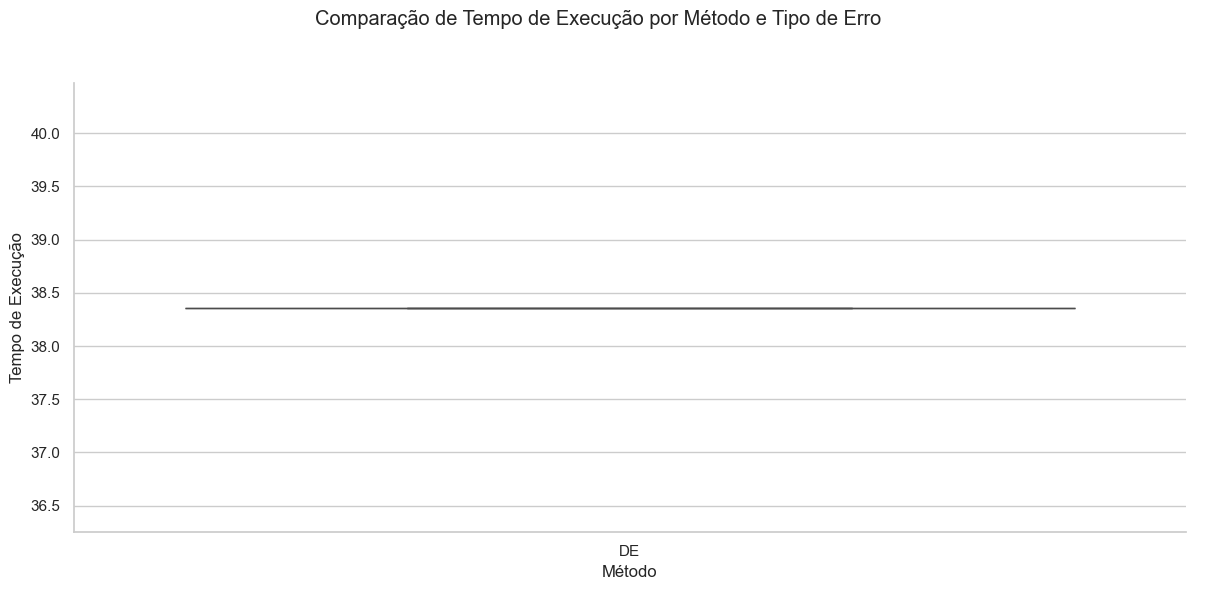 Comparação de Tempo de Execução por Método e Tipo de Erro
40.0
39.5
39.0
38.5
38.0
37.5
37.0
36.5
Tempo de Execução
DE
Método